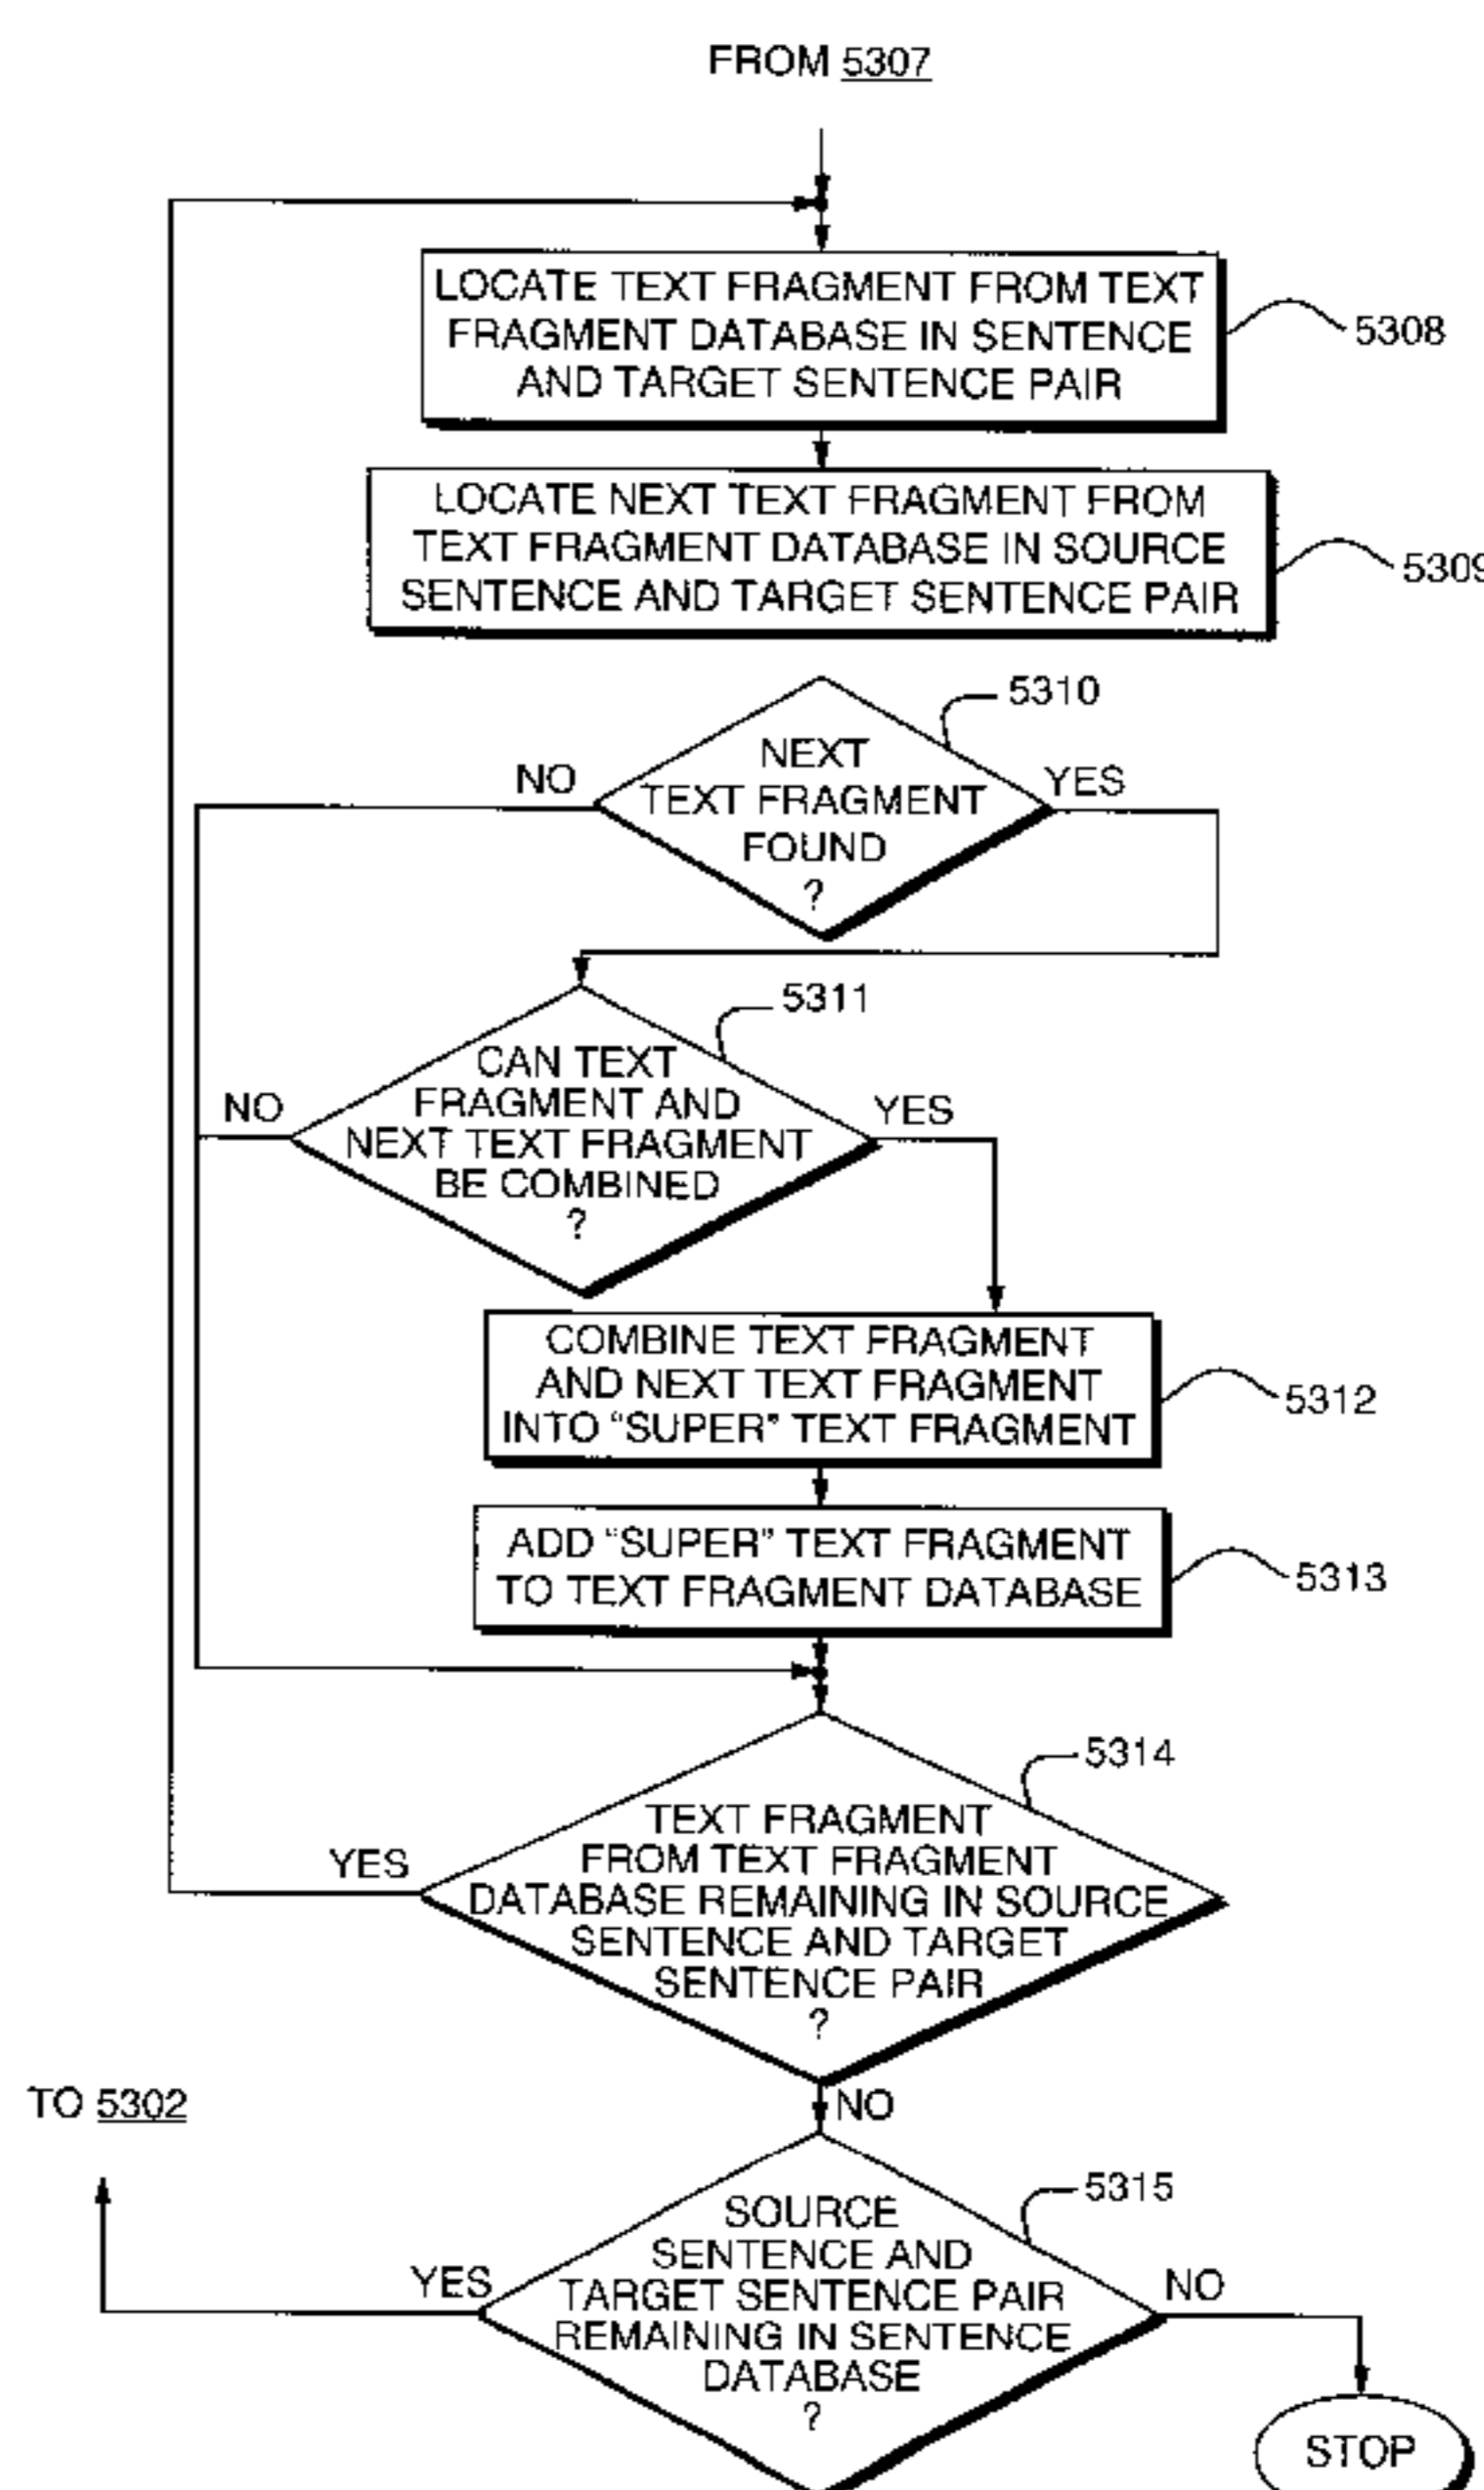 FROM 5307
LOCATE TEXT FRAGMENT FROM TEXT
FRAGMENT DATABASE IN SENTENCE
AND TARGET SENTENCE PAIR
5308
LOCATE NEXT TEXT FRAGMENT FROM
TEXT FRAGMENT DATABASE IN SOURCE
SENTENCE AND TARGET SENTENCE PAIR
5309
5310
NEXT
TEXT FRAGMENT
FOUND
?
NO
YES
5311
CAN TEXT
FRAGMENT AND
NEXT TEXT FRAGMENT
BE COMBINED
?
NO
YES
COMBINE TEXT FRAGMENT
AND NEXT TEXT FRAGMENT
INTO “SUPER” TEXT FRAGMENT
5312
ADD “SUPER” TEXT FRAGMENT
TO TEXT FRAGMENT DATABASE
5313
5314
TEXT FRAGMENT
FROM TEXT FRAGMENT
DATABASE REMAINING IN SOURCE
SENTENCE AND TARGET
SENTENCE PAIR
?
YES
NO
TO 5302
5315
SOURCE
SENTENCE AND
TARGET SENTENCE PAIR
REMAINING IN SENTENCE
DATABASE
?
YES
NO
STOP